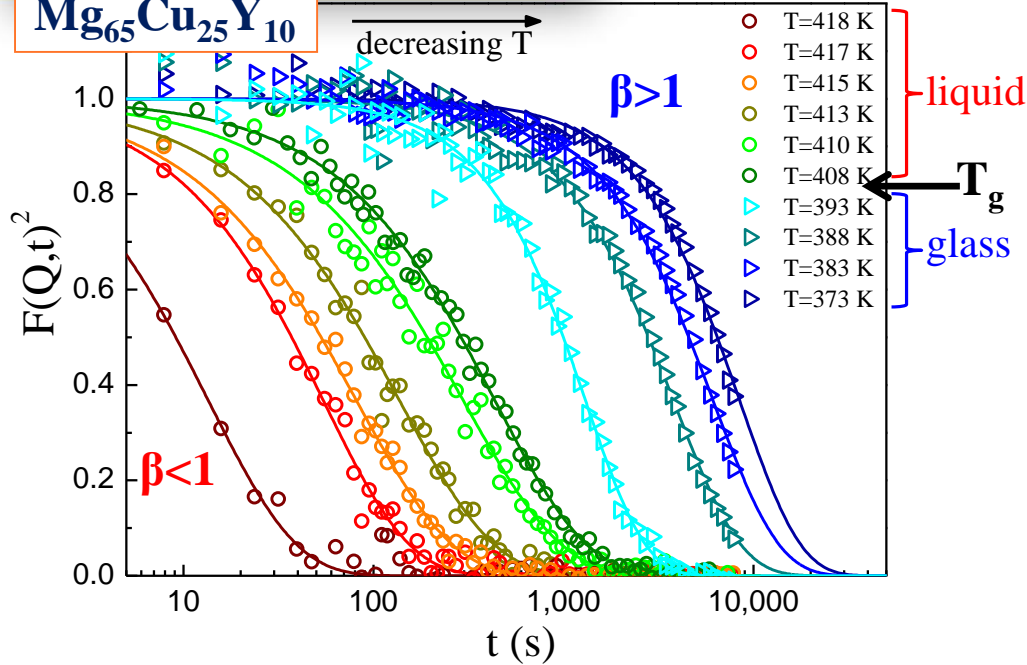 Mg₆₅Cu₂₅Y₁₀
decreasing T
β>1
T=418 K
T=417 K
T=415 K
T=413 K
T=410 K
T=408 K
T=393 K
T=388 K
T=383 K
T=373 K
liquid
T_g
glass
β<1
F(Q,t)²
1.0
0.8
0.6
0.4
0.2
0.0
10
100
1,000
10,000
t (s)